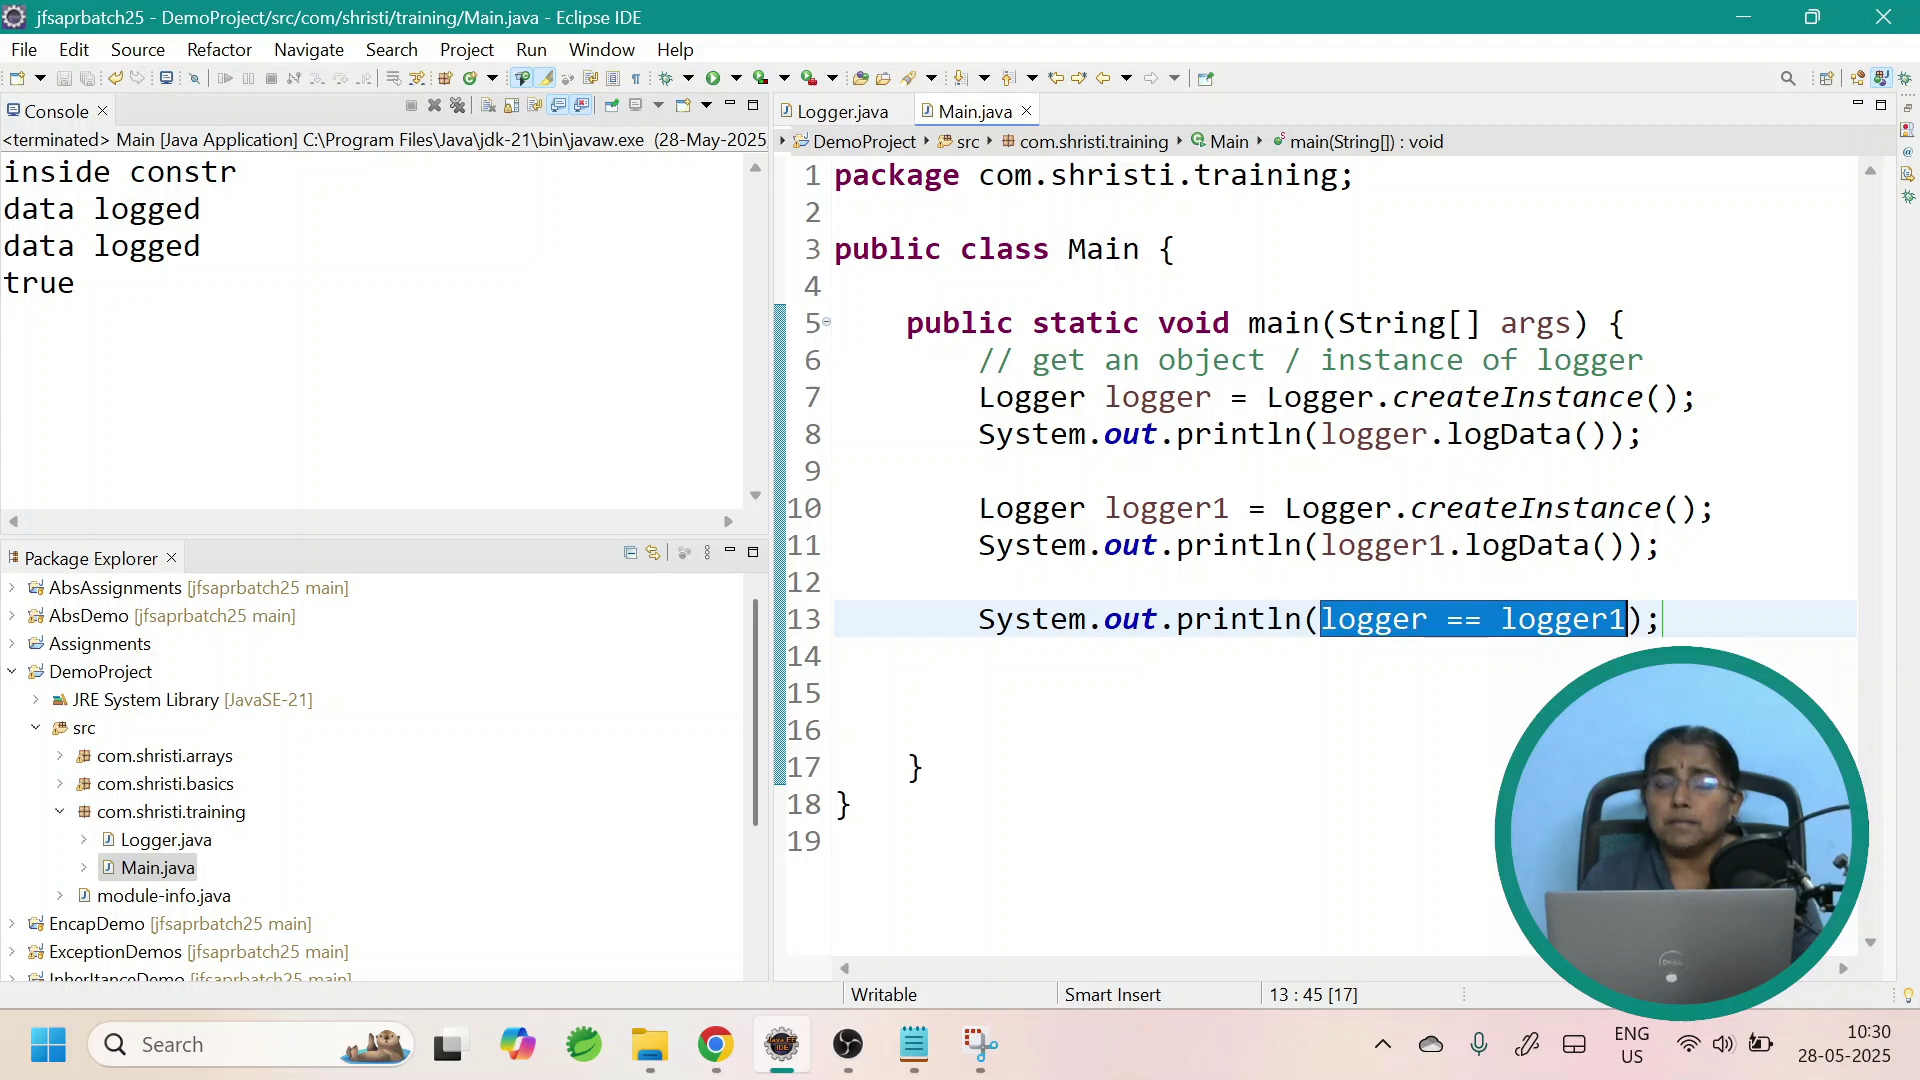 jfsaprbatch25 - DemoProject/src/com/shristi/training/Main.java - Eclipse IDE
File Edit Source Refactor Navigate Search Project Run Window Help
Console
<terminated> Main [Java Application] C:\Program Files\Java\jdk-21\bin\javaw.exe (28-May-2025,
inside constr
data logged
data logged
true
Package Explorer
AbsAssignments [jfsaprbatch25 main]
AbsDemo [jfsaprbatch25 main]
Assignments
DemoProject
JRE System Library [JavaSE-21]
src
com.shristi.arrays
com.shristi.basics
com.shristi.training
Logger.java
Main.java
module-info.java
EncapDemo [jfsaprbatch25 main]
ExceptionDemos [jfsaprbatch25 main]
InheritanceDemo [jfsaprbatch25 main]
Logger.java Main.java
DemoProject src com.shristi.training Main main(String[]) : void
1 package com.shristi.training;
2
3 public class Main {
4
5 public static void main(String[] args) {
6 // get an object / instance of logger
7 Logger logger = Logger.createInstance();
8 System.out.println(logger.logData());
9
10 Logger logger1 = Logger.createInstance();
11 System.out.println(logger1.logData());
12
13 System.out.println(logger == logger1);
14
15
16
17 }
18 }
19
DELL
Writable Smart Insert 13 : 45 [17]
Search
ENG
US
10:30
28-05-2025